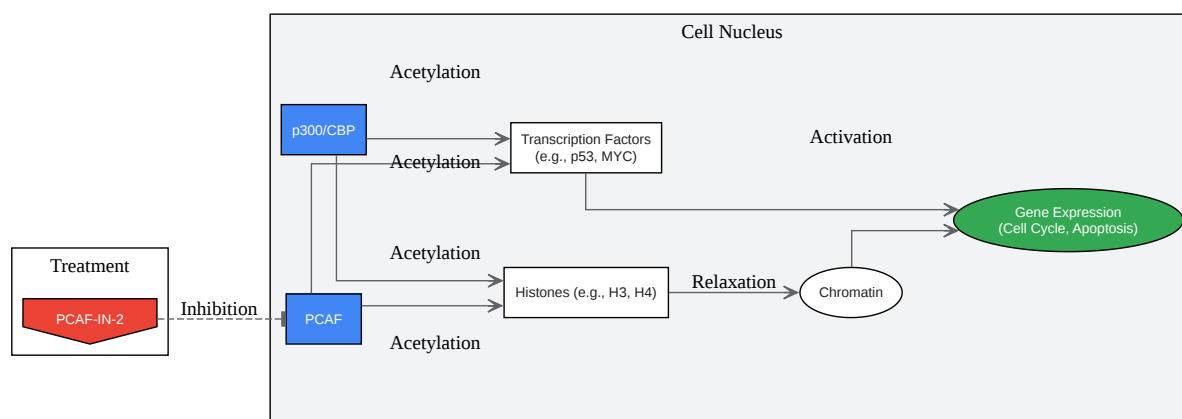 Cell Nucleus
Acetylation
p300/CBP
Transcription Factors
(e.g., p53, MYC)
Activation
Acetylation
Gene Expression
(Cell Cycle, Apoptosis)
Acetylation
Treatment
Histones (e.g., H3, H4)
Relaxation
Chromatin
PCAF-IN-2
Inhibition
PCAF
Acetylation